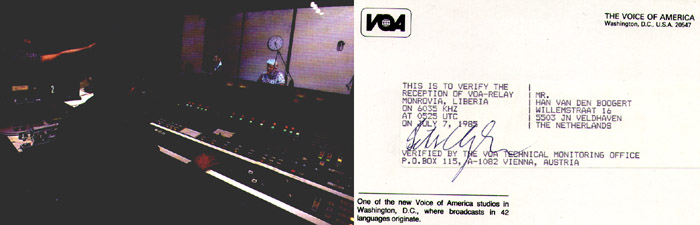 VOA
THE VOICE OF AMERICA
Washington, D.C., U.S.A. 20547
THIS IS TO VERIFY THE
RECEPTION OF VOA-RELAY
MONROVIA, LIBERIA
ON 6035 KHZ
AT 0525 UTC
ON JULY 7, 1985
MR.
HAN VAN DEN BOOGERT
WILLEMSTRAAT 16
5503 JN VELDHAVEN
THE NETHERLANDS
VERIFIED BY THE VOA TECHNICAL MONITORING OFFICE
P.O.BOX 115, A-1082 VIENNA, AUSTRIA
One of the new Voice of America studios in
Washington, D.C., where broadcasts in 42
languages originate.